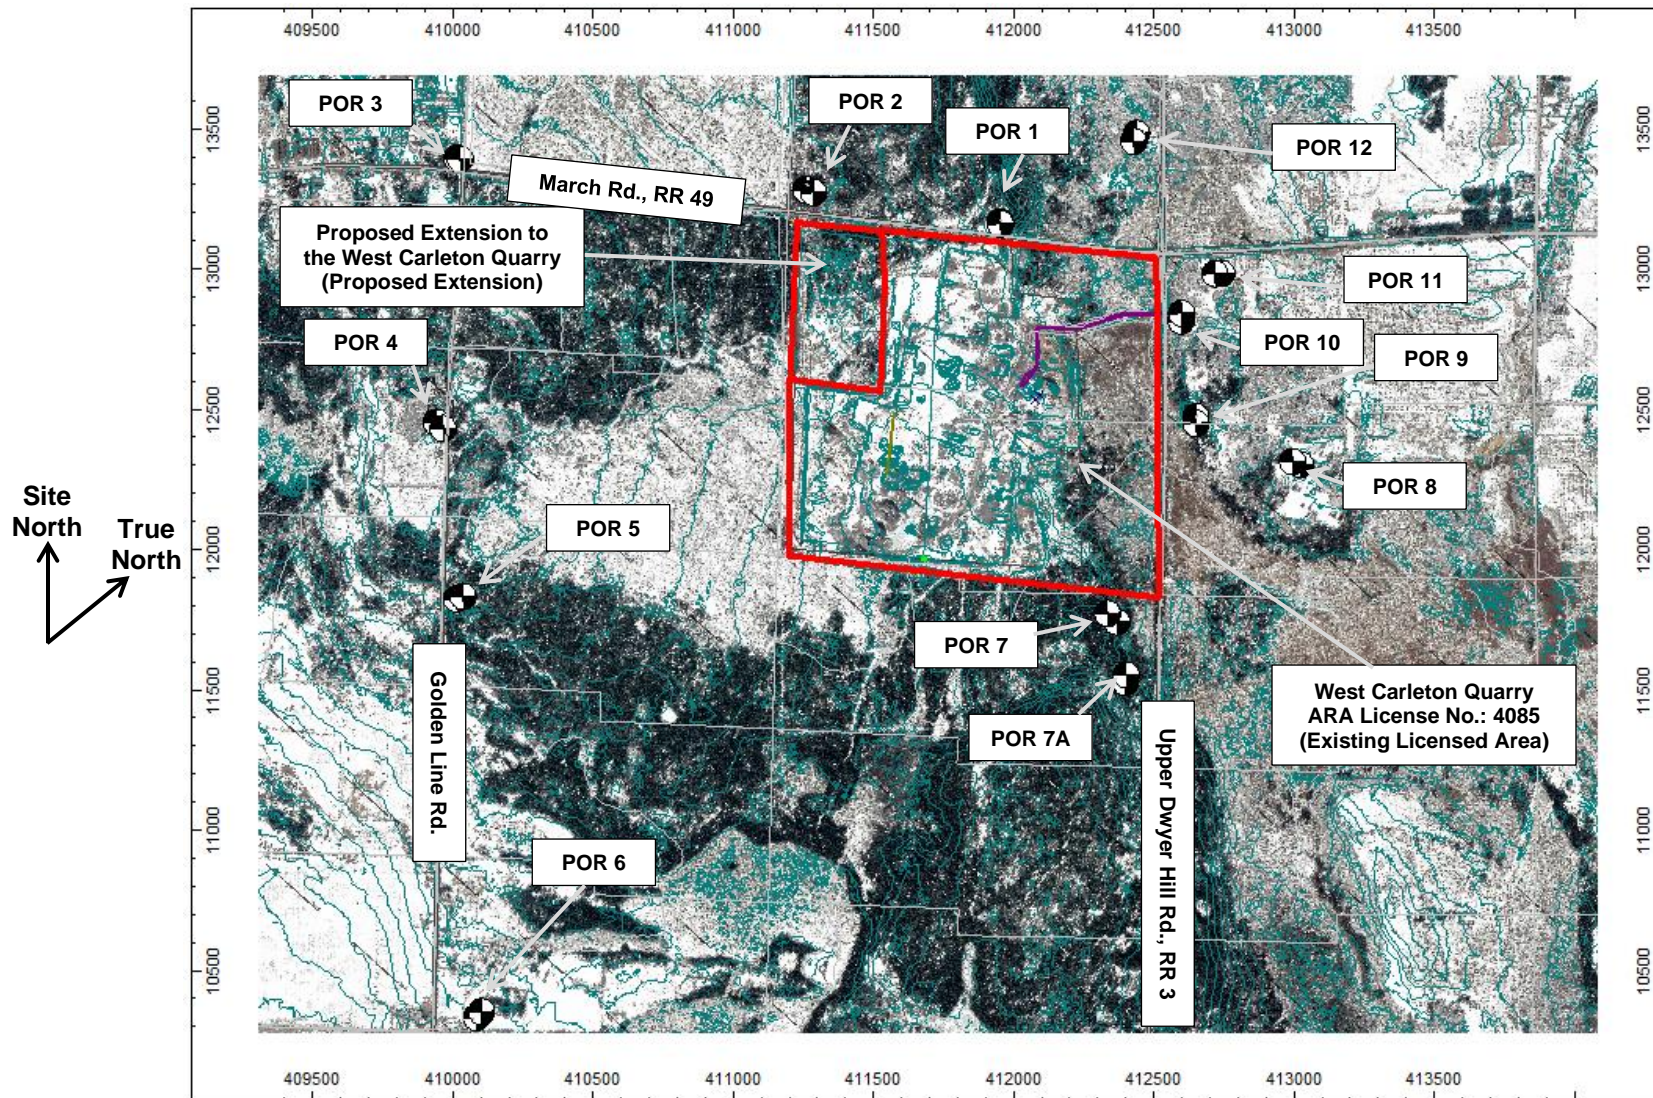 409500 410000 410500 411000 411500 412000 412500 413000 413500
POR 3
POR 2
POR 1
POR 12
March Rd., RR 49
Proposed Extension to
the West Carleton Quarry
(Proposed Extension)
POR 11
POR 10
POR 9
POR 4
POR 8
POR 5
Site
North
True
North
POR 7
POR 7A
West Carleton Quarry
ARA License No.: 4085
(Existing Licensed Area)
Golden Line Rd.
Upper Dwyer Hill Rd., RR 3
POR 6
13500
13000
12500
12000
11500
11000
10500
13500
13000
12500
12000
11500
11000
10500
409500 410000 410500 411000 411500 412000 412500 413000 413500